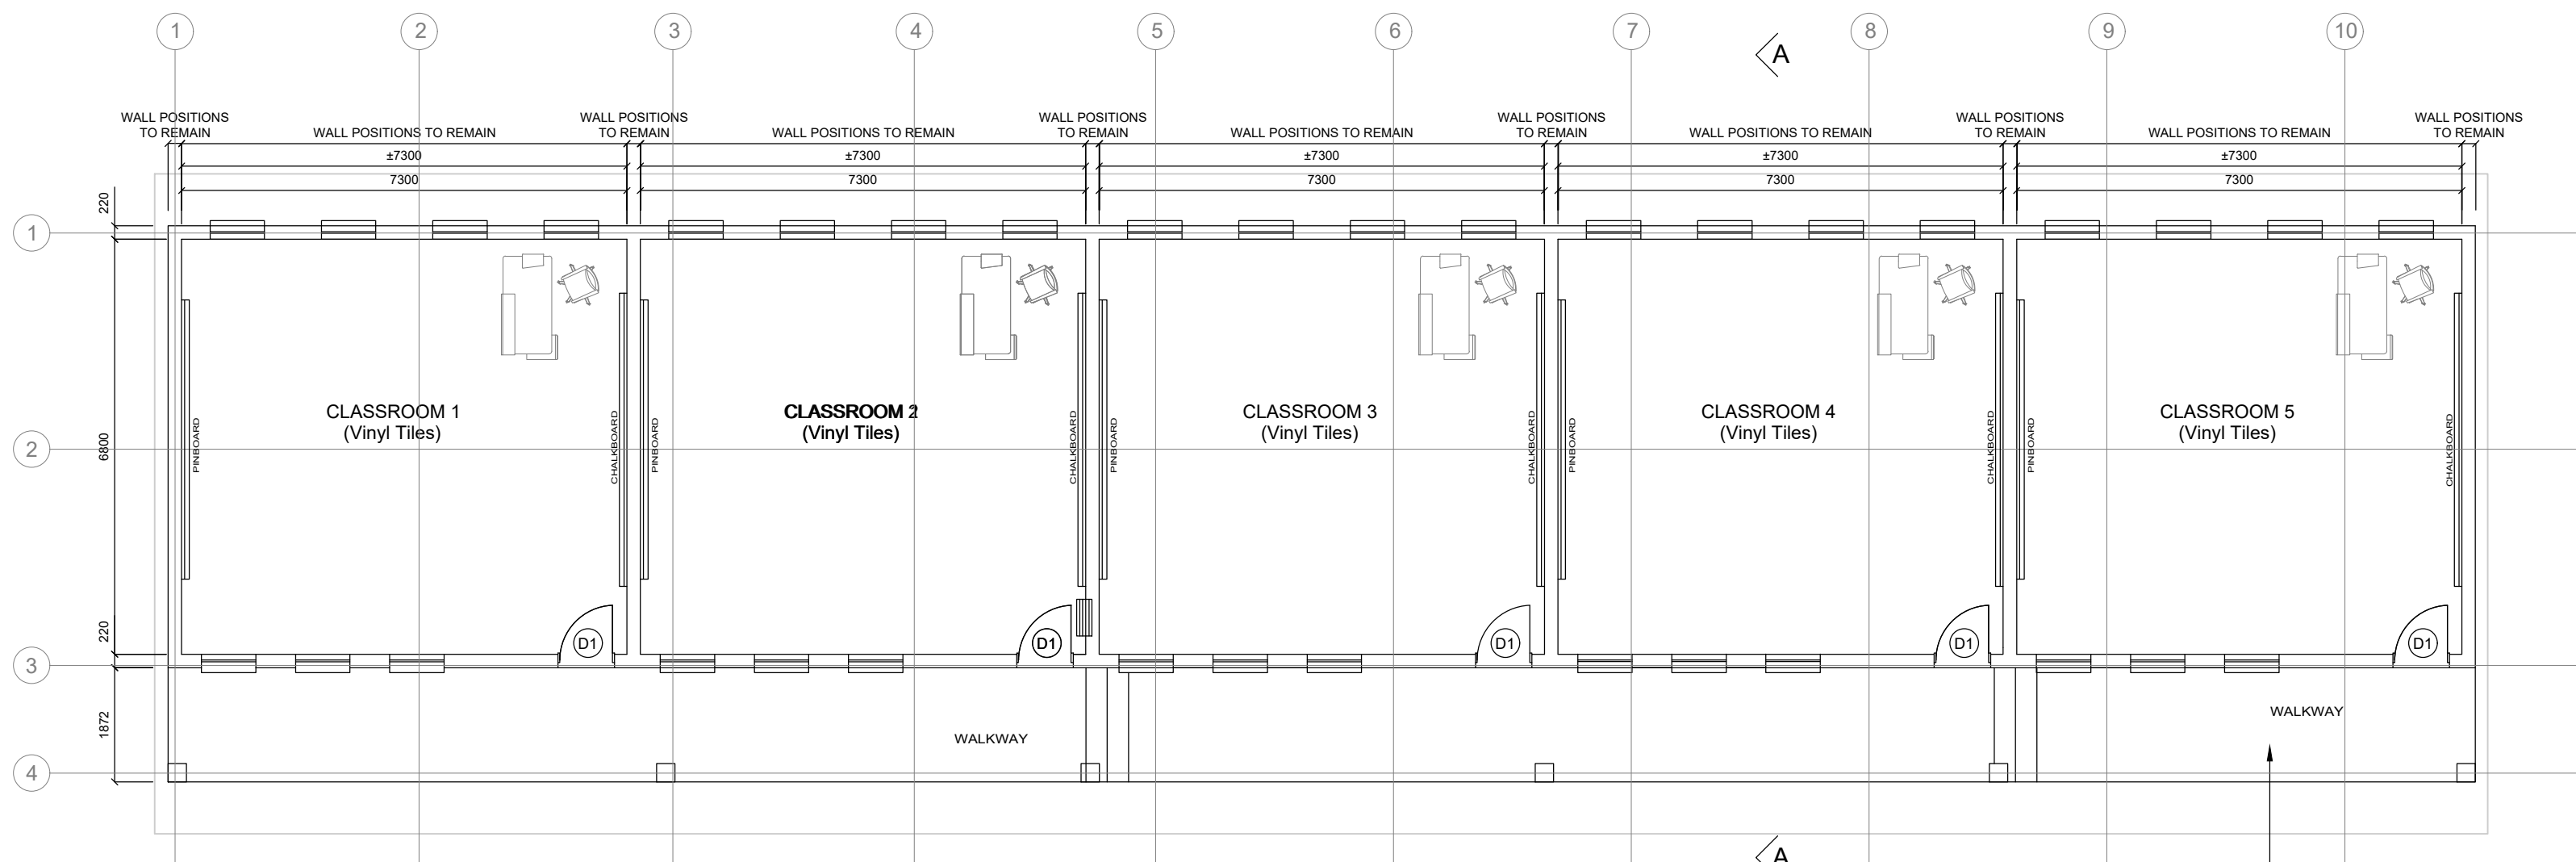 1 2 3 4 5 6 7 8 9 10
A
WALL POSITIONS
TO REMAIN
WALL POSITIONS TO REMAIN
WALL POSITIONS
TO REMAIN
WALL POSITIONS TO REMAIN
WALL POSITIONS
TO REMAIN
WALL POSITIONS TO REMAIN
WALL POSITIONS
TO REMAIN
WALL POSITIONS TO REMAIN
WALL POSITIONS
TO REMAIN
WALL POSITIONS TO REMAIN
WALL POSITIONS
TO REMAIN
±7300 ±7300 ±7300 ±7300 ±7300
7300 7300 7300 7300 7300
220
1
6800
2
220
3
1872
4
PINBOARD
CLASSROOM 1
(Vinyl Tiles)
CHALKBOARD
D1
PINBOARD
CLASSROOM 2
(Vinyl Tiles)
CHALKBOARD
D1
PINBOARD
CLASSROOM 3
(Vinyl Tiles)
CHALKBOARD
D1
PINBOARD
CLASSROOM 4
(Vinyl Tiles)
CHALKBOARD
D1
PINBOARD
CLASSROOM 5
(Vinyl Tiles)
CHALKBOARD
D1
WALKWAY
WALKWAY
A